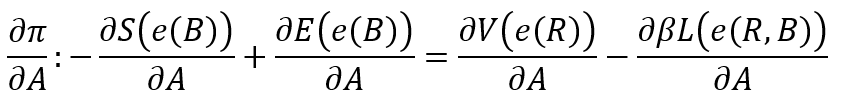 ∂π/∂A : − ∂S(e(B))/∂A + ∂E(e(B))/∂A = ∂V(e(R))/∂A − ∂βL(e(R, B))/∂A